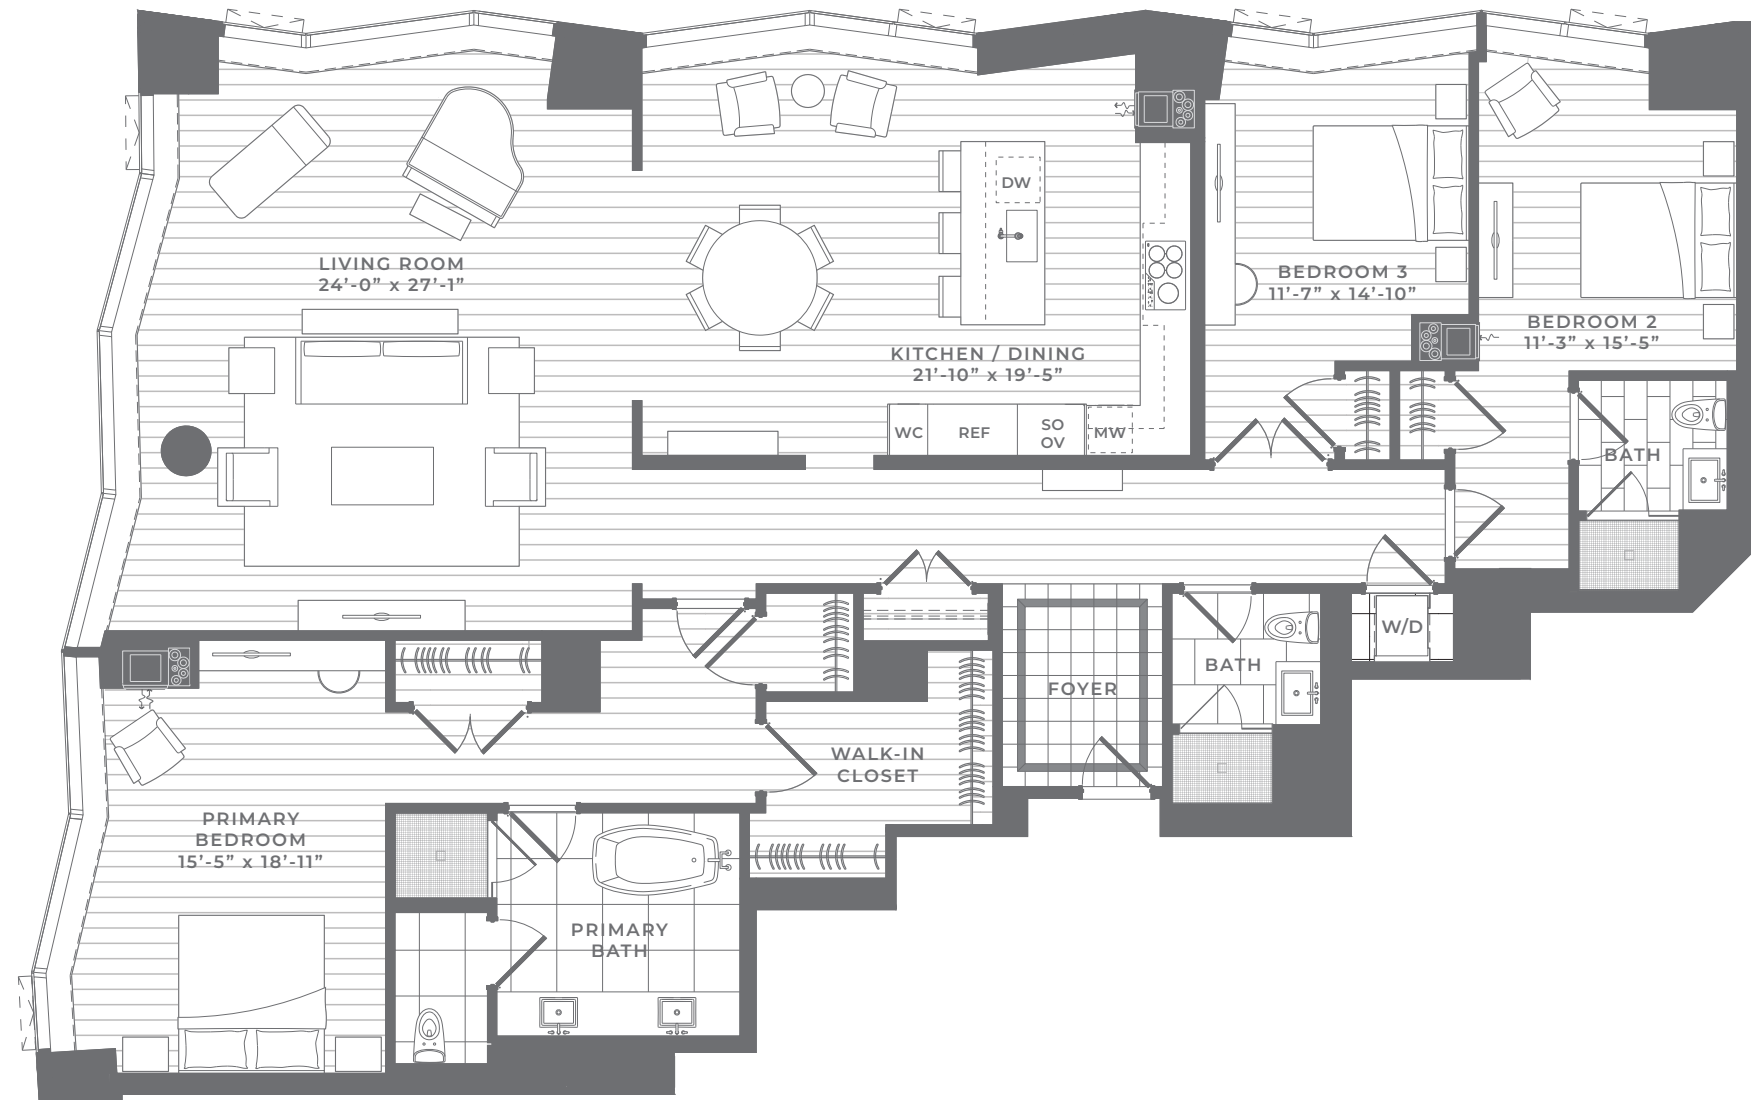 DW
LIVING ROOM
24’-0” x 27’-1”
BEDROOM 3
11’-7” x 14’-10”
BEDROOM 2
11’-3” x 15’-5”
KITCHEN / DINING
21’-10” x 19’-5”
WC
REF
SO
OV
MW
BATH
W/D
BATH
FOYER
WALK-IN
CLOSET
PRIMARY
BEDROOM
15’-5” x 18’-11”
PRIMARY
BATH